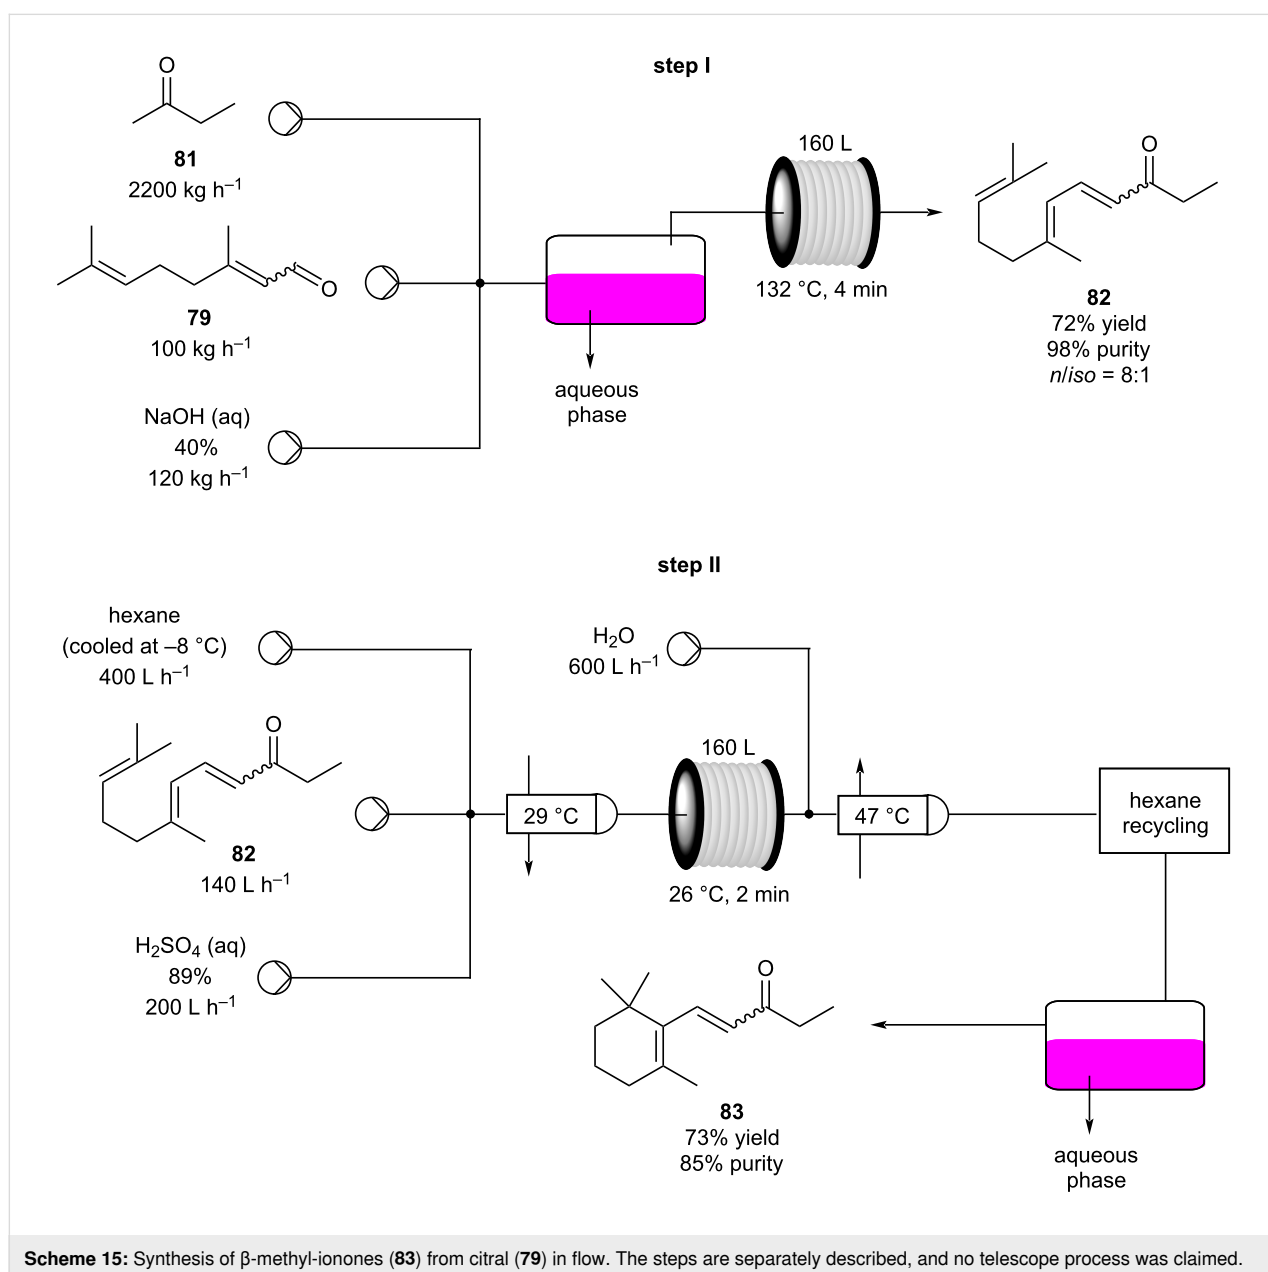 step I
O
81
2200 kg h⁻¹
O
79
100 kg h⁻¹
NaOH (aq)
40%
120 kg h⁻¹
aqueous
phase
160 L
132 °C, 4 min
O
82
72% yield
98% purity
n/iso = 8:1
step II
hexane
(cooled at –8 °C)
400 L h⁻¹
O
82
140 L h⁻¹
H₂SO₄ (aq)
89%
200 L h⁻¹
29 °C
H₂O
600 L h⁻¹
160 L
26 °C, 2 min
47 °C
hexane
recycling
O
83
73% yield
85% purity
aqueous
phase
Scheme 15: Synthesis of β-methyl-ionones (83) from citral (79) in flow. The steps are separately described, and no telescope process was claimed.